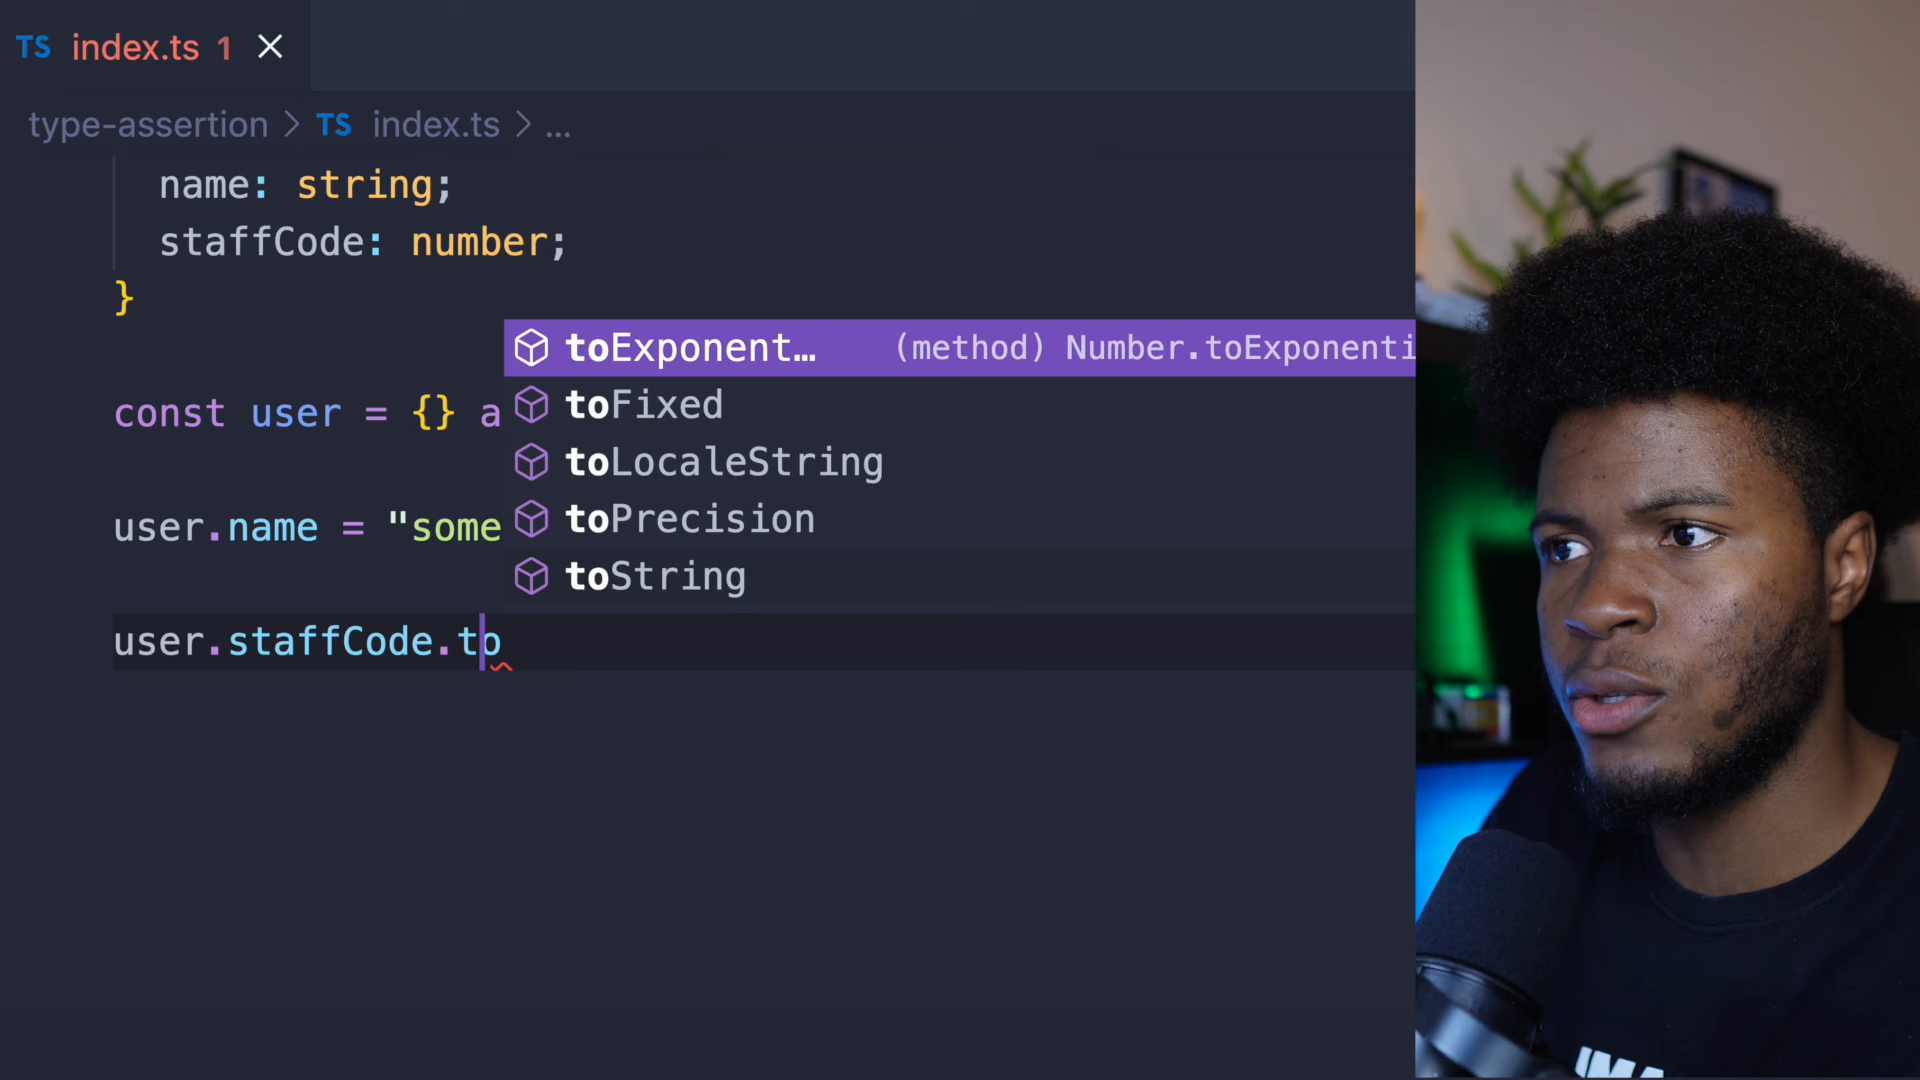 TS index.ts 1
type-assertion > TS index.ts > ...
name: string;
staffCode: number;
}
toExponent… (method) Number.toExponenti
const user = {} a
toFixed
toLocaleString
toPrecision
user.name = "some
toString
user.staffCode.to